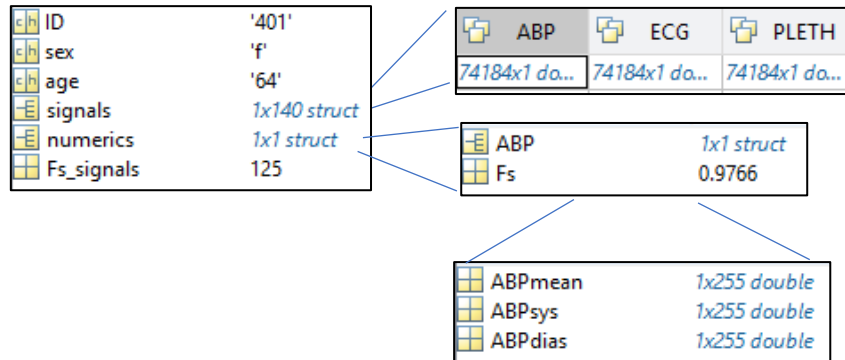 ID '401'
sex 'f'
age '64'
signals 1x140 struct
numerics 1x1 struct
Fs_signals 125
ABP ECG PLETH
74184x1 do... 74184x1 do... 74184x1 do...
ABP 1x1 struct
Fs 0.9766
ABPmean 1x255 double
ABPsys 1x255 double
ABPdias 1x255 double